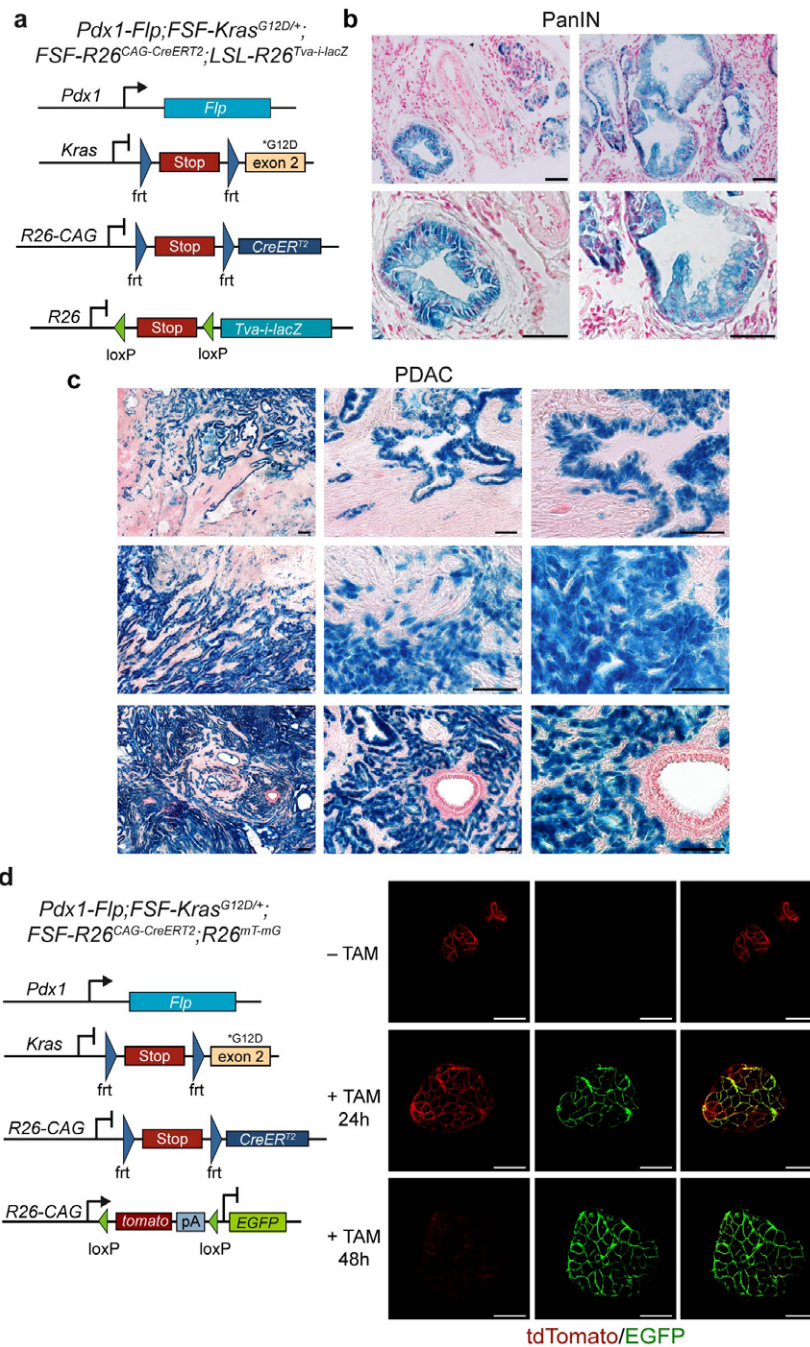 a
Pdx1-Flp;FSF-KrasG12D/+;
FSF-R26CAG-CreERT2;LSL-R26Tva-i-lacZ
Pdx1
Flp
Kras
Stop
*G12D
exon 2
frt
frt
R26-CAG
Stop
CreERT2
frt
frt
R26
Stop
Tva-i-lacZ
loxP
loxP
b
PanIN
c
PDAC
d
Pdx1-Flp;FSF-KrasG12D/+;
FSF-R26CAG-CreERT2;R26mT-mG
Pdx1
Flp
Kras
Stop
*G12D
exon 2
frt
frt
R26-CAG
Stop
CreERT2
frt
frt
R26-CAG
tomato
pA
EGFP
loxP
loxP
– TAM
+ TAM
24h
+ TAM
48h
tdTomato/EGFP